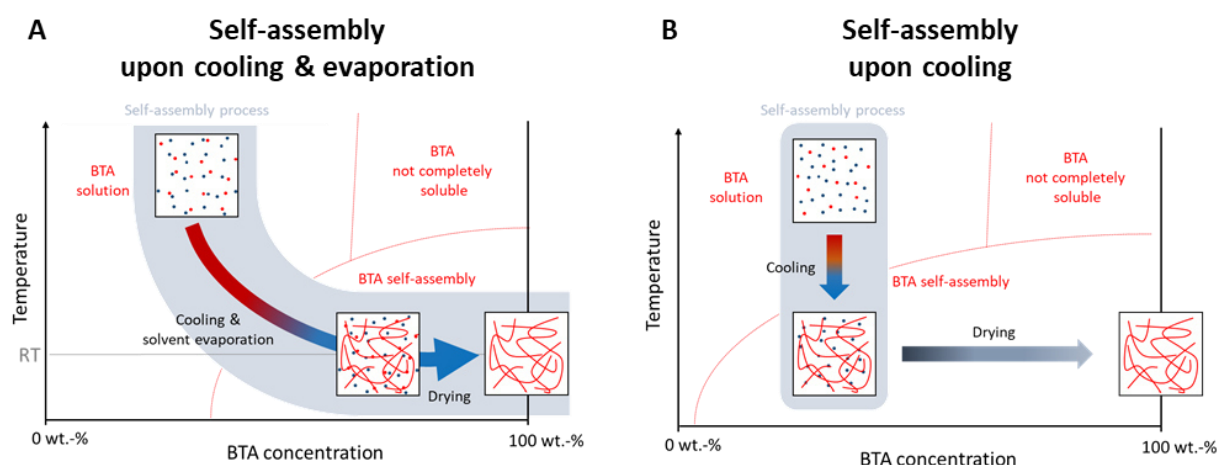 A
Self-assembly
upon cooling & evaporation
Self-assembly process
BTA
solution
BTA
not completely
soluble
BTA self-assembly
Temperature
Cooling &
solvent evaporation
RT
Drying
0 wt.-%
100 wt.-%
BTA concentration
B
Self-assembly
upon cooling
Self-assembly process
BTA
solution
BTA
not completely
soluble
Temperature
Cooling
BTA self-assembly
Drying
0 wt.-%
100 wt.-%
BTA concentration